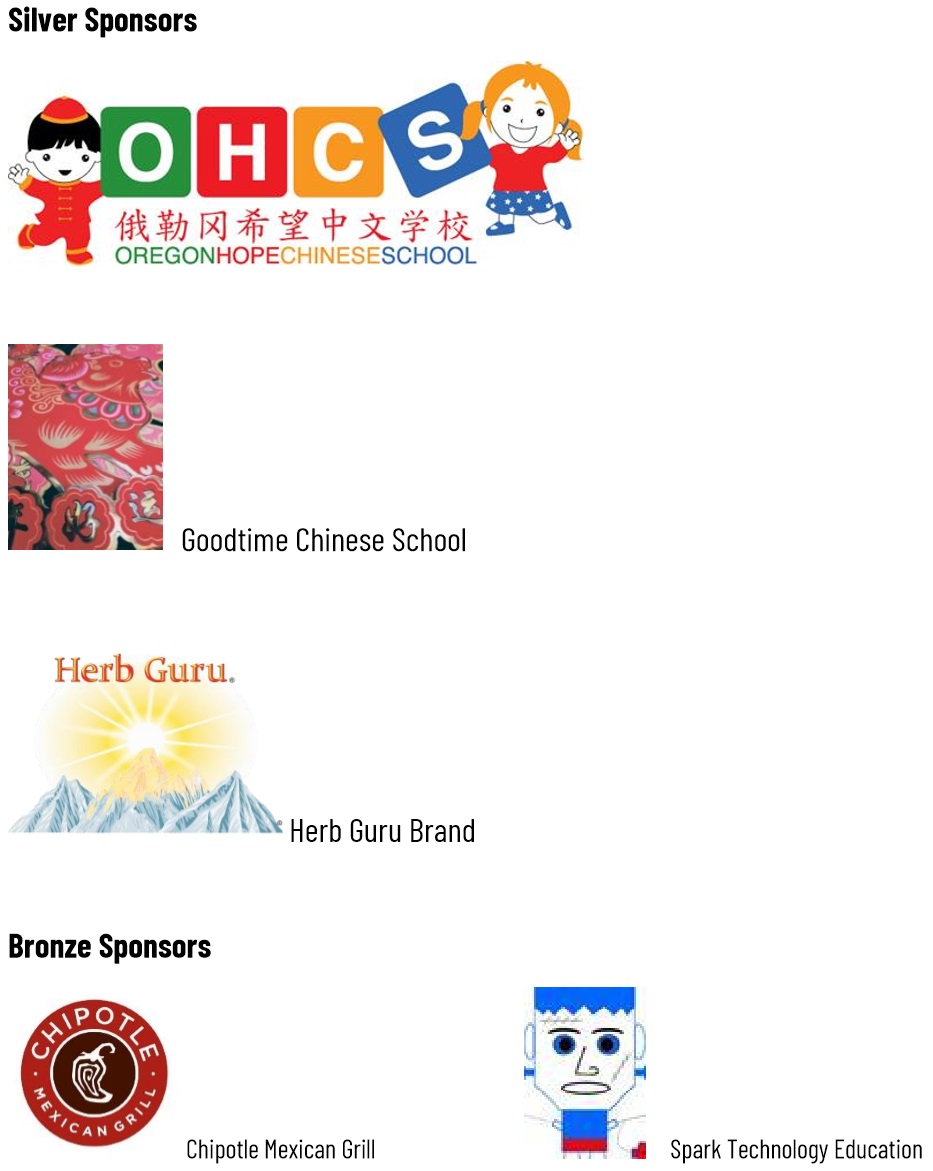 Silver Sponsors
OHCS
俄勒冈希望中文学校
OREGONHOPECHINESESCHOOL
Goodtime Chinese School
Herb Guru®
Herb Guru Brand
Bronze Sponsors
CHIPOTLE
MEXICAN GRILL
Chipotle Mexican Grill
Spark Technology Education